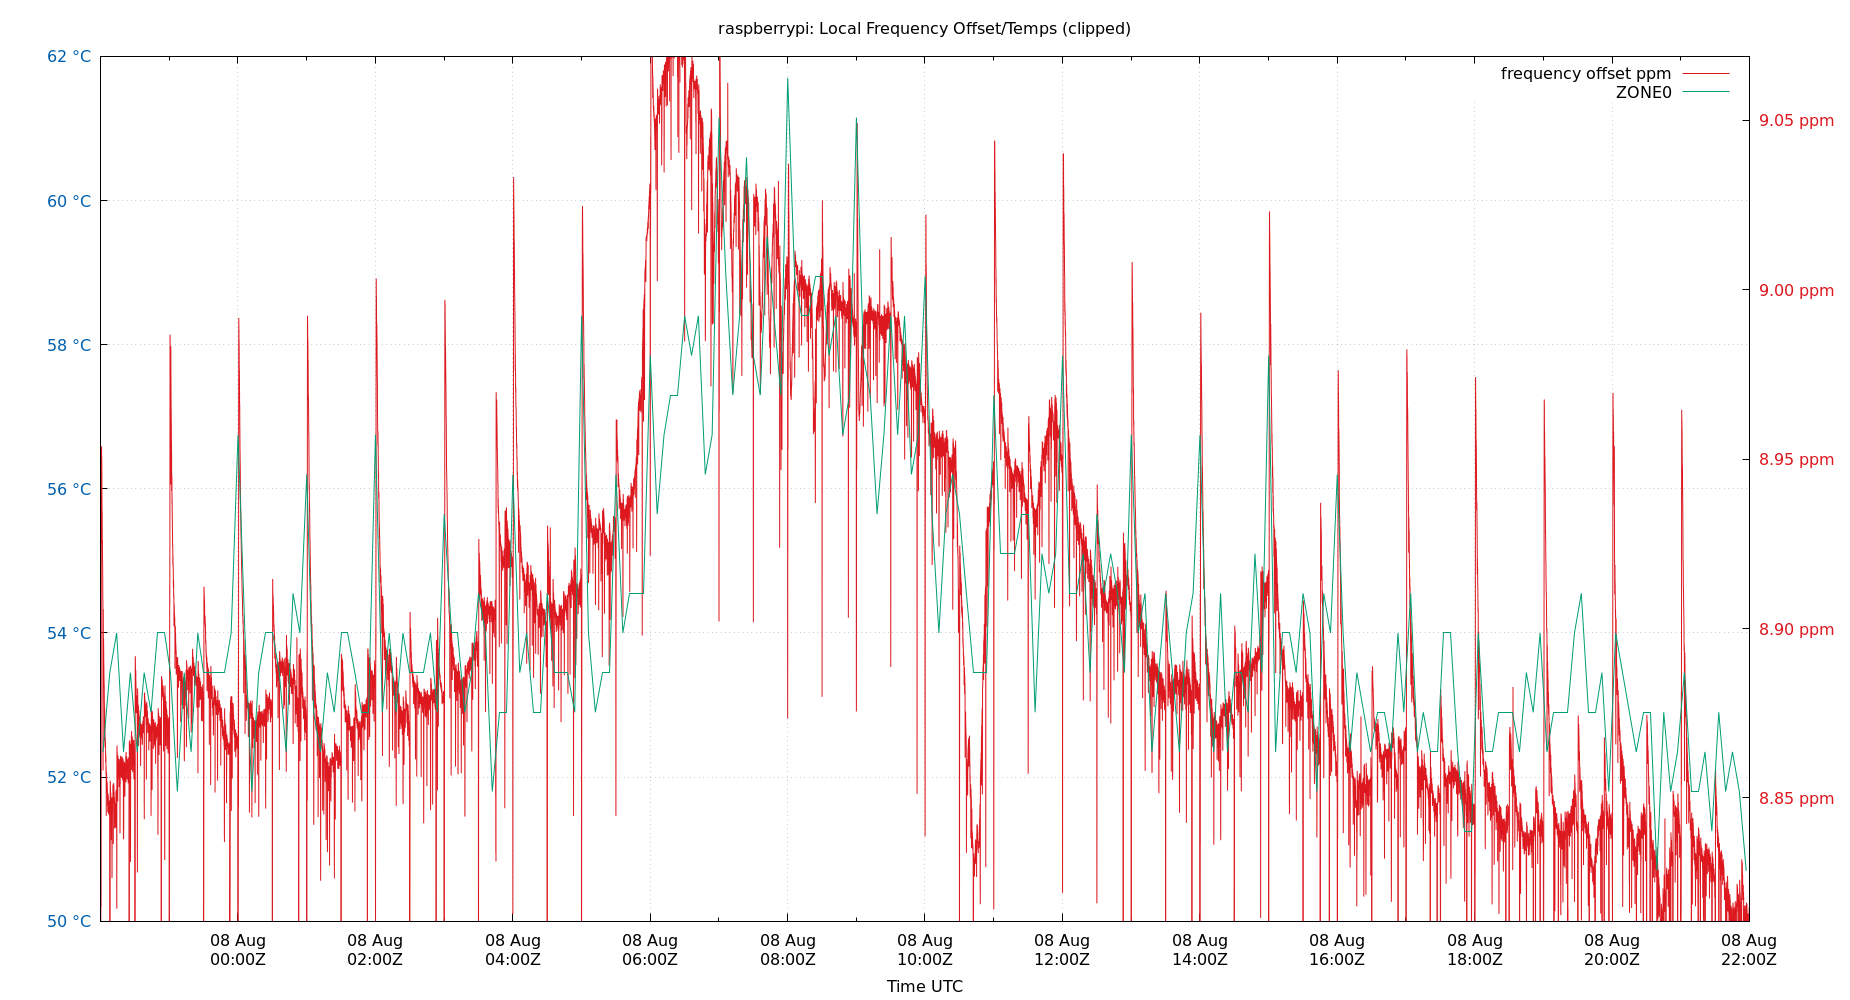 raspberrypi: Local Frequency Offset/Temps (clipped)
62 °C
60 °C
58 °C
56 °C
54 °C
52 °C
50 °C
frequency offset ppm
ZONE0
9.05 ppm
9.00 ppm
8.95 ppm
8.90 ppm
8.85 ppm
08 Aug
00:00Z
08 Aug
02:00Z
08 Aug
04:00Z
08 Aug
06:00Z
08 Aug
08:00Z
08 Aug
10:00Z
08 Aug
12:00Z
08 Aug
14:00Z
08 Aug
16:00Z
08 Aug
18:00Z
08 Aug
20:00Z
08 Aug
22:00Z
Time UTC